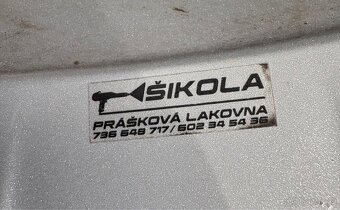 ŠIKOLA
PRÁŠKOVÁ LAKOVNA
736 648 717/602 34 54 36